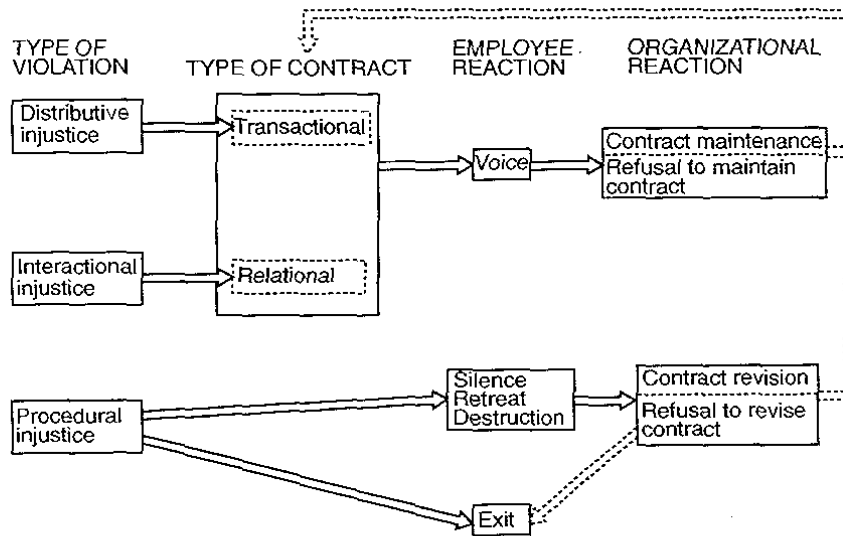 TYPE OF
VIOLATION
TYPE OF CONTRACT
EMPLOYEE
REACTION
ORGANIZATIONAL
REACTION
Distributive
injustice
Transactional
Voice
Contract maintenance
Refusal to maintain
contract
Interactional
injustice
Relational
Procedural
injustice
Silence
Retreat
Destruction
Contract revision
Refusal to revise
contract
Exit